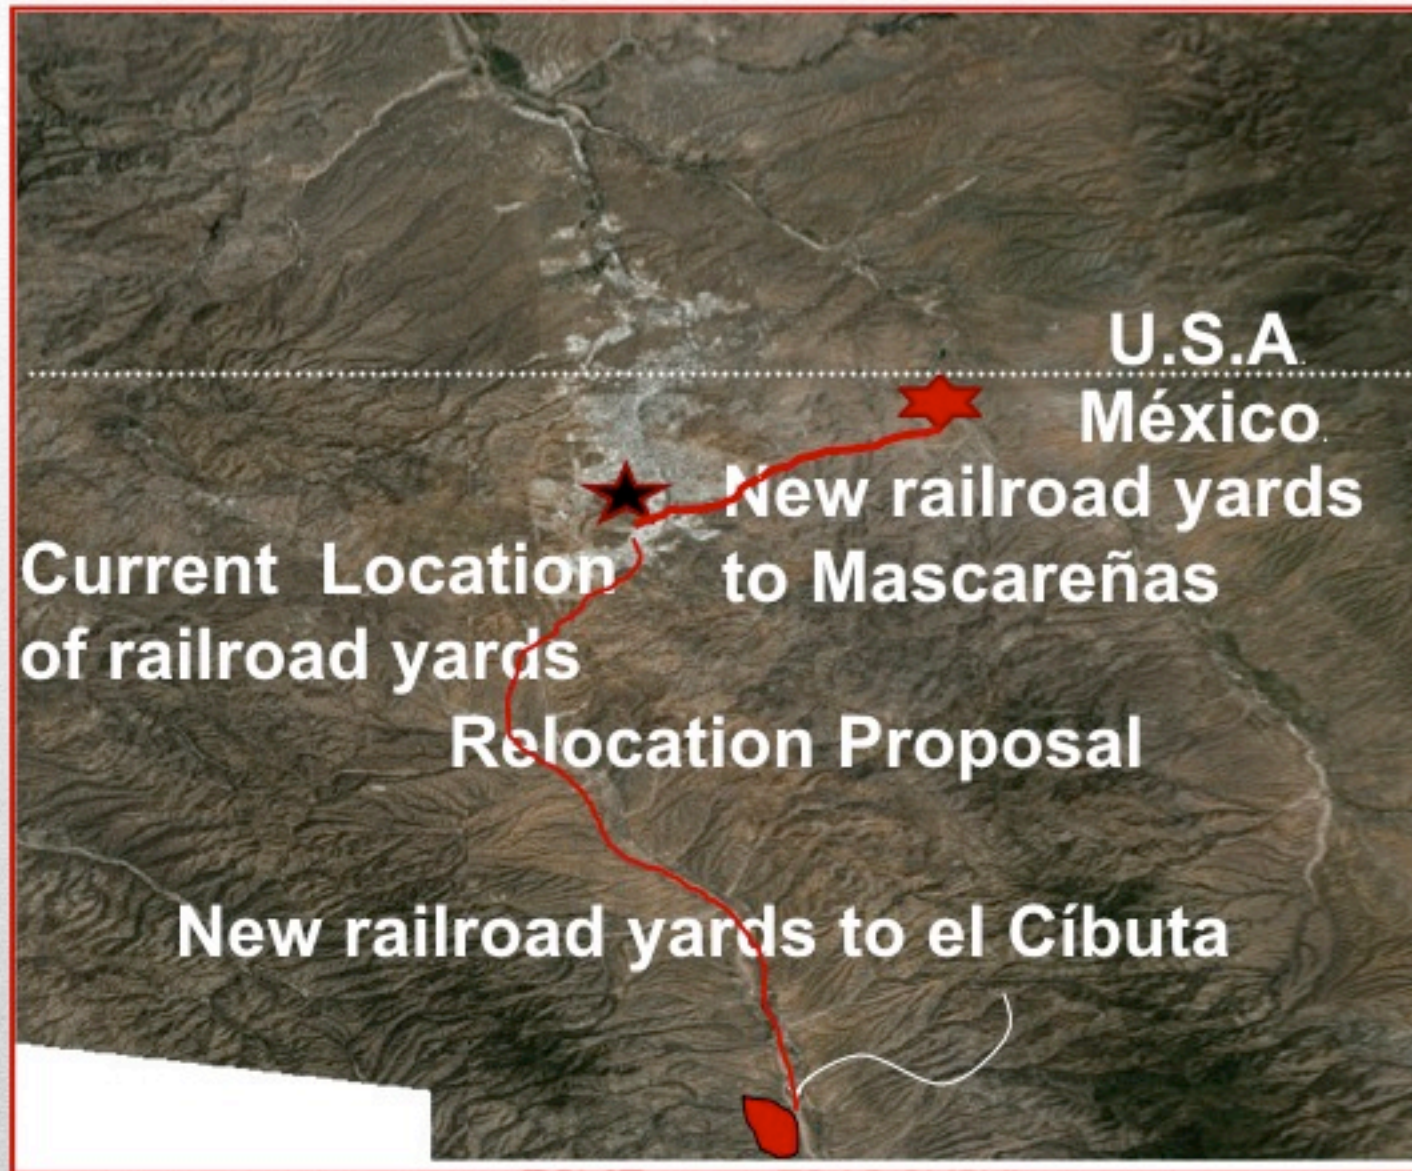 U.S.A.
México.
New railroad yards
to Mascareñas
Current Location
of railroad yards
Relocation Proposal
New railroad yards to el Cíbuta